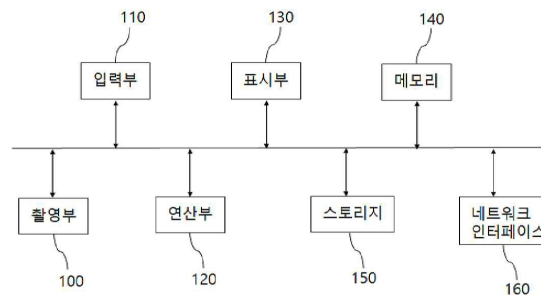 110
130
140
입력부
표시부
메모리
촬영부
연산부
스토리지
네트워크
인터페이스
100
120
150
160